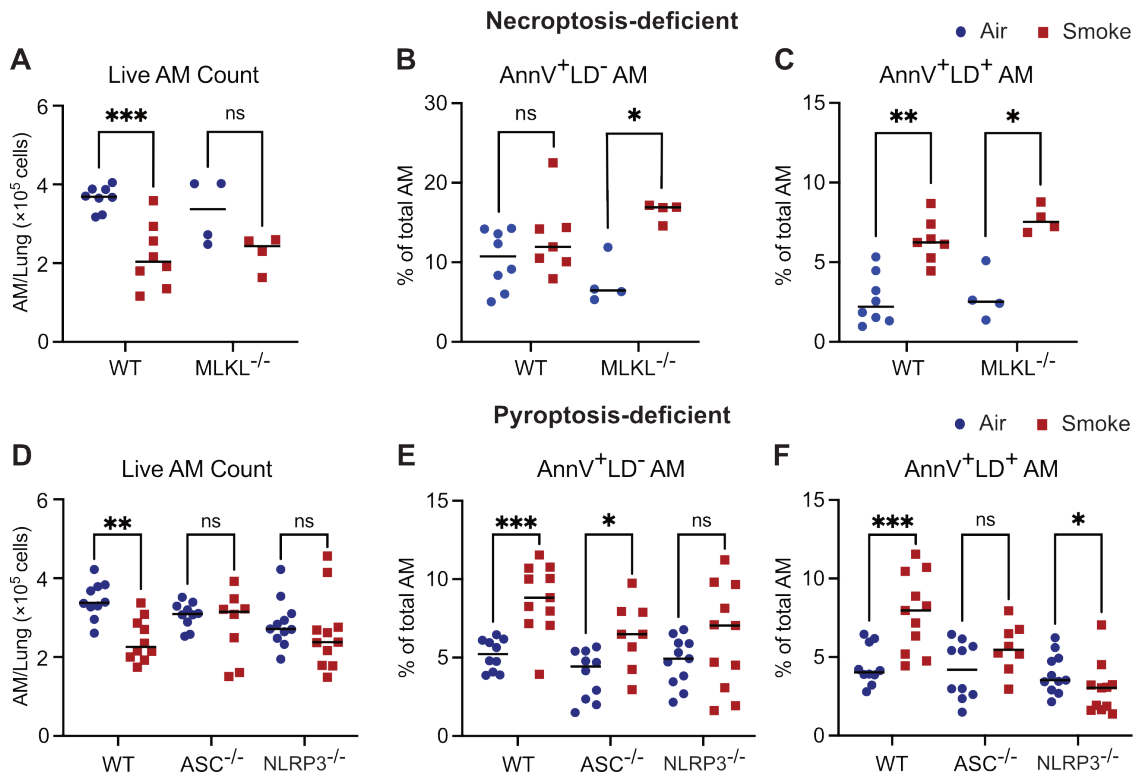 Necroptosis-deficient
Air Smoke
A
Live AM Count
AM/Lung (×10⁵ cells)
6
4
2
0
***
ns
WT MLKL⁻/⁻
B
AnnV⁺LD⁻ AM
% of total AM
30
20
10
0
ns
*
WT MLKL⁻/⁻
C
AnnV⁺LD⁺ AM
% of total AM
15
10
5
0
**
*
WT MLKL⁻/⁻
Pyroptosis-deficient
Air Smoke
D
Live AM Count
AM/Lung (×10⁵ cells)
6
4
2
0
**
ns
ns
WT ASC⁻/⁻ NLRP3⁻/⁻
E
AnnV⁺LD⁻ AM
% of total AM
15
10
5
0
***
*
ns
WT ASC⁻/⁻ NLRP3⁻/⁻
F
AnnV⁺LD⁺ AM
% of total AM
15
10
5
0
***
ns
*
WT ASC⁻/⁻ NLRP3⁻/⁻